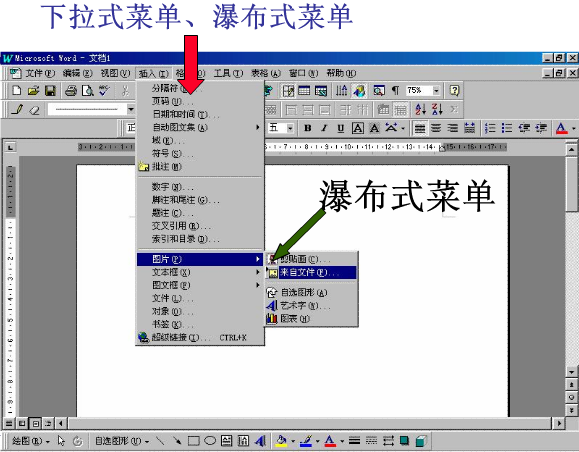 下拉式菜单、瀑布式菜单
Microsoft Word - 文档1
文件(F) 编辑(E) 视图(V) 插入(I) 格 (O) 工具(T) 表格(A) 窗口(W) 帮助(H)
75%
五 B I U A A
分隔符
页码(U)...
日期和时间(T)...
自动图文集(A)
域(E)...
符号(S)...
批注(M)
数字(N)...
脚注和尾注(G)...
题注(C)...
交叉引用(R)...
索引和目录(D)...
瀑布式菜单
图片(P)
剪贴画(C)...
文本框(X)
来自文件(F)...
图文框(F)
文件(L)...
自选图形(A)
对象(O)...
艺术字(W)...
书签(K)...
图表(H)
超级链接(I)... CTRL+K
绘图(R) 自选图形(U)